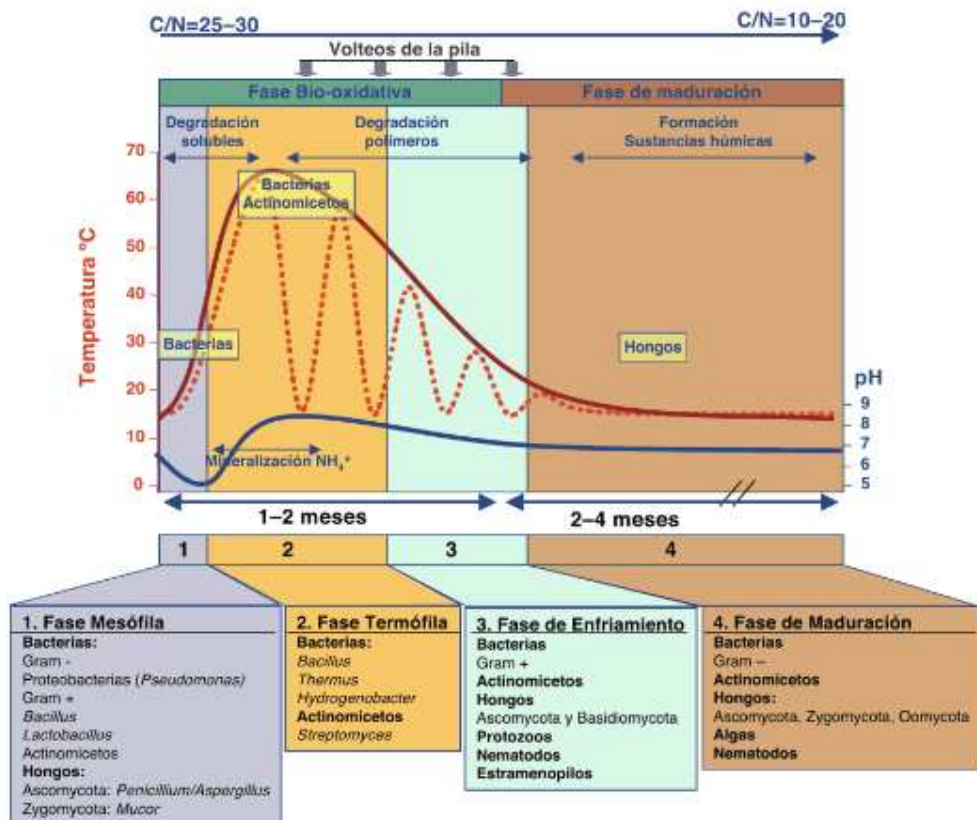 C/N=25–30
C/N=10–20
Volteos de la pila
Fase Bio-oxidativa
Fase de maduración
Degradación
solubles
Degradación
polimeros
Formación
Sustancias húmicas
Temperatura ºC
70
60
50
40
30
20
10
0
Bacterias
Actinomicetos
Bacterias
Hongos
Mineralización NH₄⁺
pH
9
8
7
6
5
1–2 meses
2–4 meses
1
2
3
4
1. Fase Mesófila
Bacterias:
Gram -
Proteobacterias (Pseudomonas)
Gram +
Bacillus
Lactobacillus
Actinomicetos
Hongos:
Ascomycota: Penicillium/Aspergillus
Zygomycota: Mucor
2. Fase Termófila
Bacterias:
Bacillus
Thermus
Hydrogenobacter
Actinomicetos
Streptomyces
3. Fase de Enfriamiento
Bacterias
Gram +
Actinomicetos
Hongos
Ascomycota y Basidiomycota
Protozoos
Nematodos
Estramenopilos
4. Fase de Maduración
Bacterias
Gram –
Actinomicetos
Hongos:
Ascomycota, Zygomycota, Oomycota
Algas
Nematodos